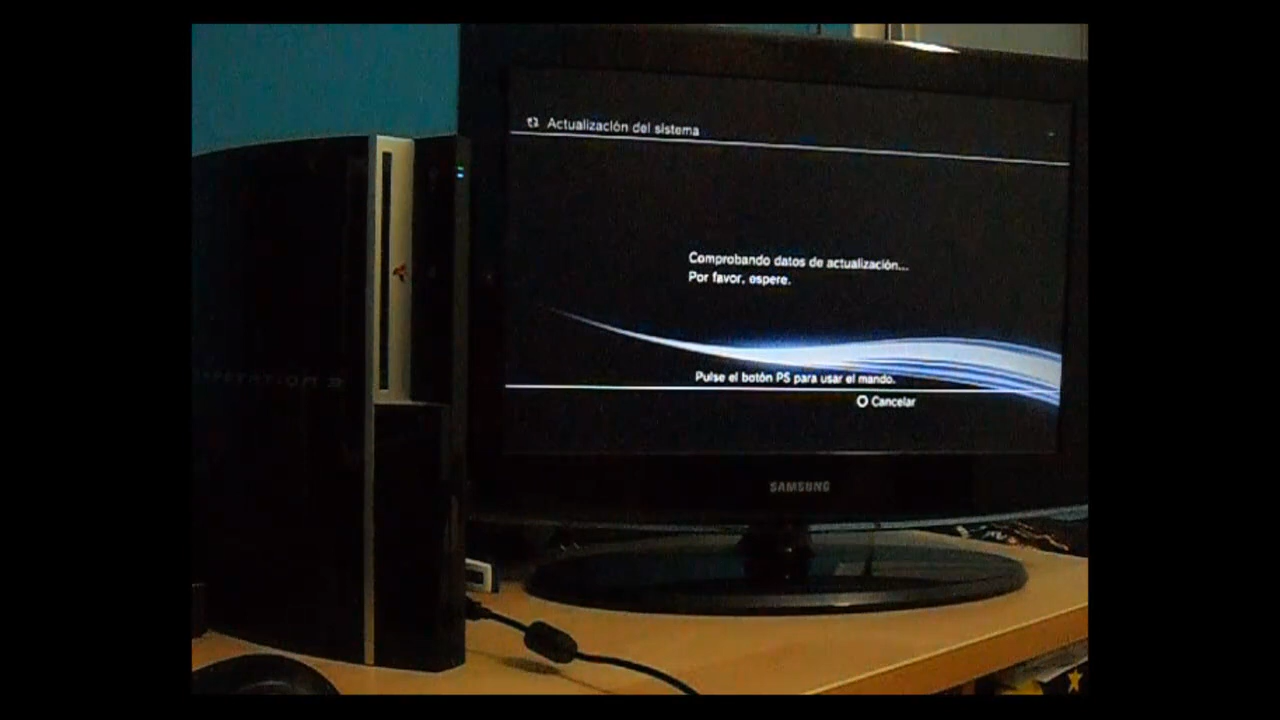 Actualización del sistema
Comprobando datos de actualización...
Por favor, espere.
Pulse el botón PS para usar el mando.
Cancelar
SAMSUNG